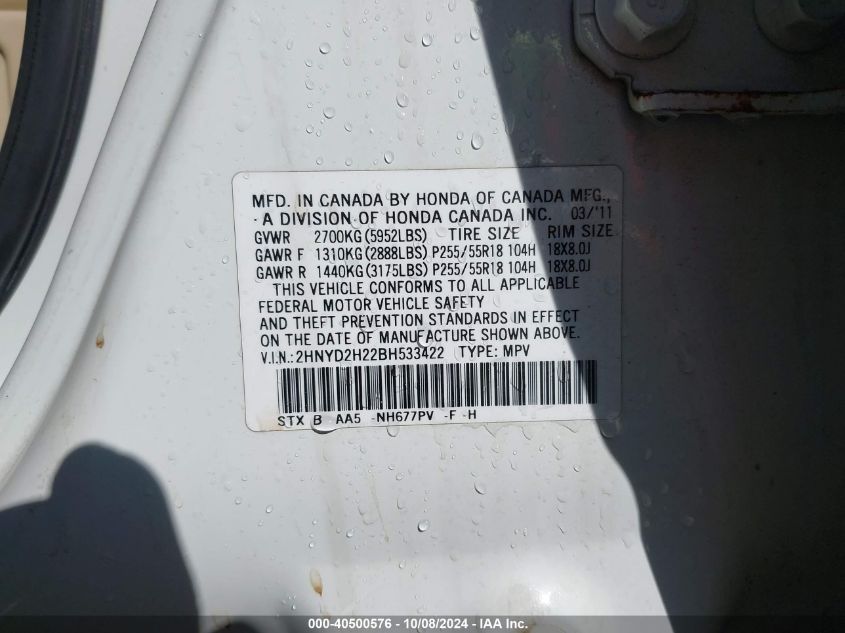 MFD. IN CANADA BY HONDA OF CANADA MFG.,
A DIVISION OF HONDA CANADA INC. 03/'11
GVWR 2700KG(5952LBS) TIRE SIZE RIM SIZE
GAWR F 1310KG(2888LBS) P255/55R18 104H 18X8.0J
GAWR R 1440KG(3175LBS) P255/55R18 104H 18X8.0J
THIS VEHICLE CONFORMS TO ALL APPLICABLE
FEDERAL MOTOR VEHICLE SAFETY
AND THEFT PREVENTION STANDARDS IN EFFECT
ON THE DATE OF MANUFACTURE SHOWN ABOVE.
V.I.N.:2HNYD2H22BH533422 TYPE: MPV
STX B AA5 -NH677PV -F -H
000-40500576 - 10/08/2024 - IAA Inc.